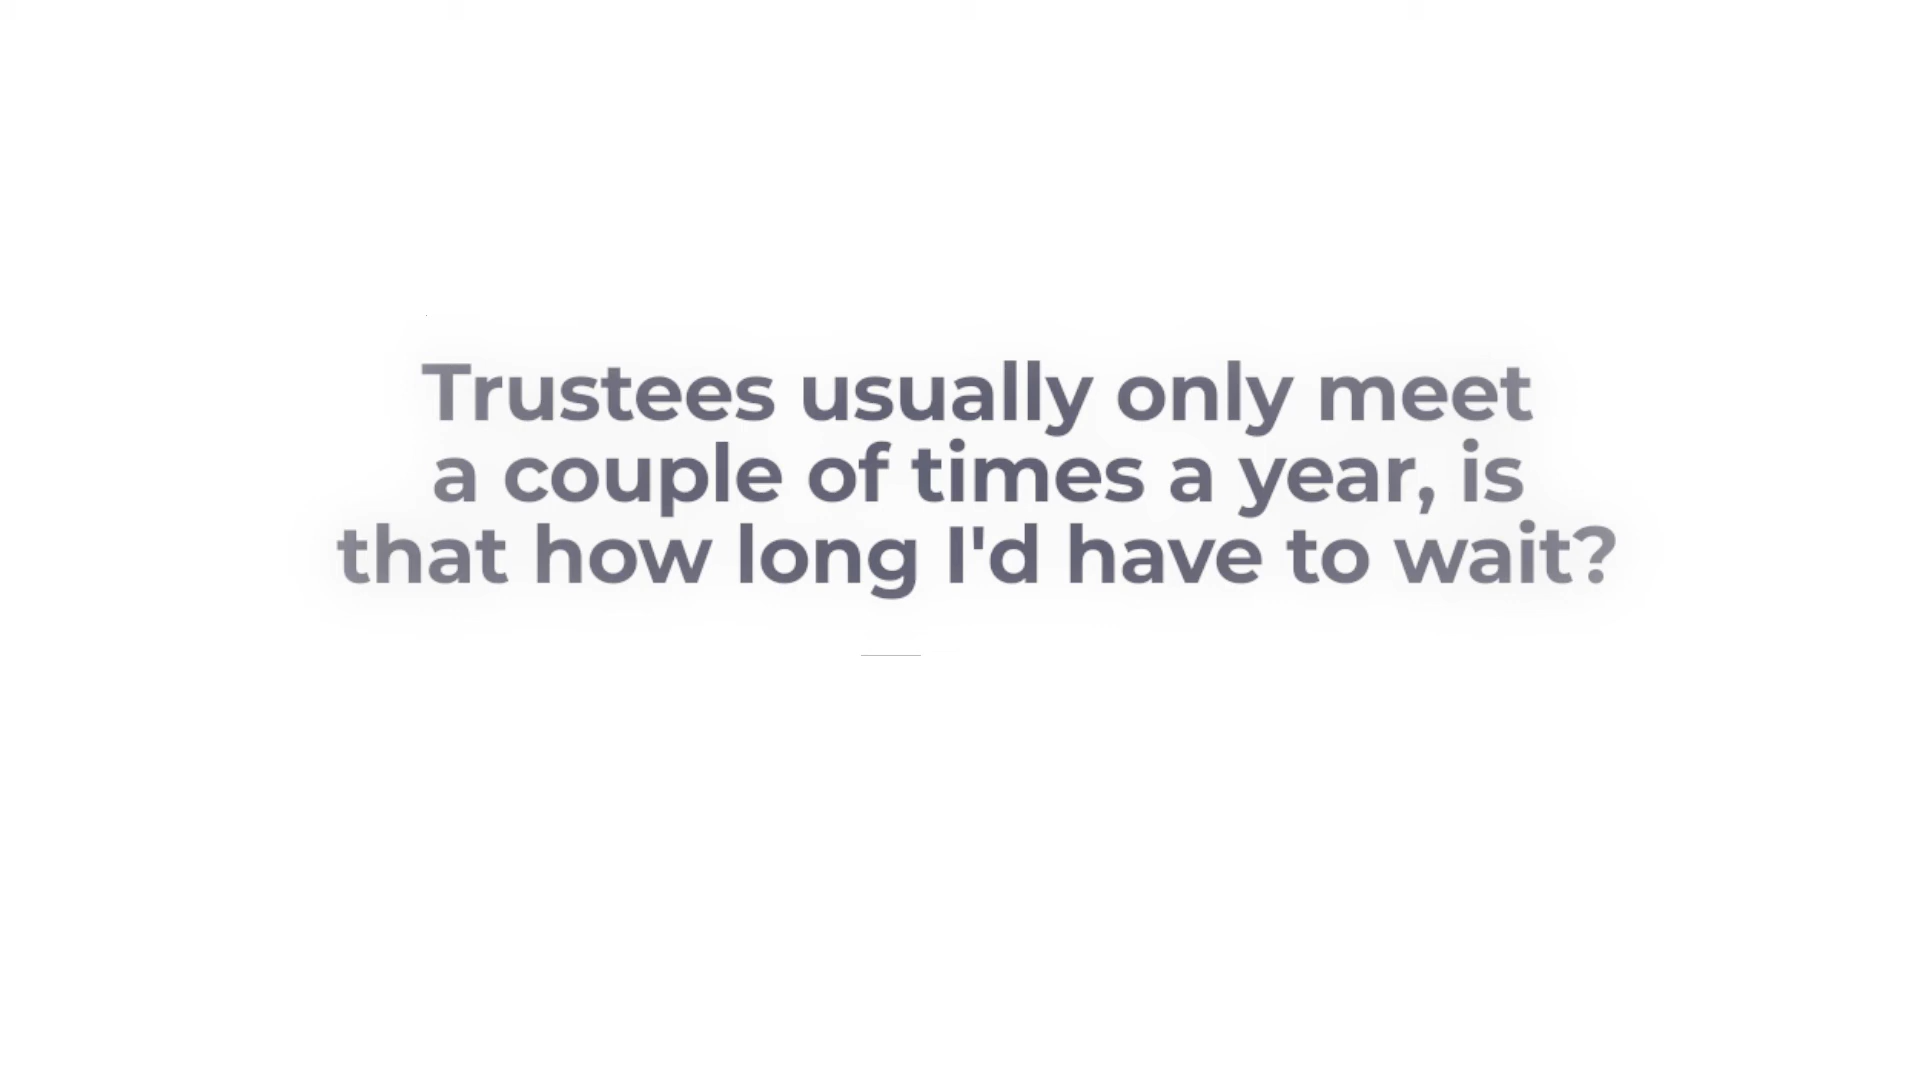 Trustees usually only meet
a couple of times a year, is
that how long I'd have to wait?